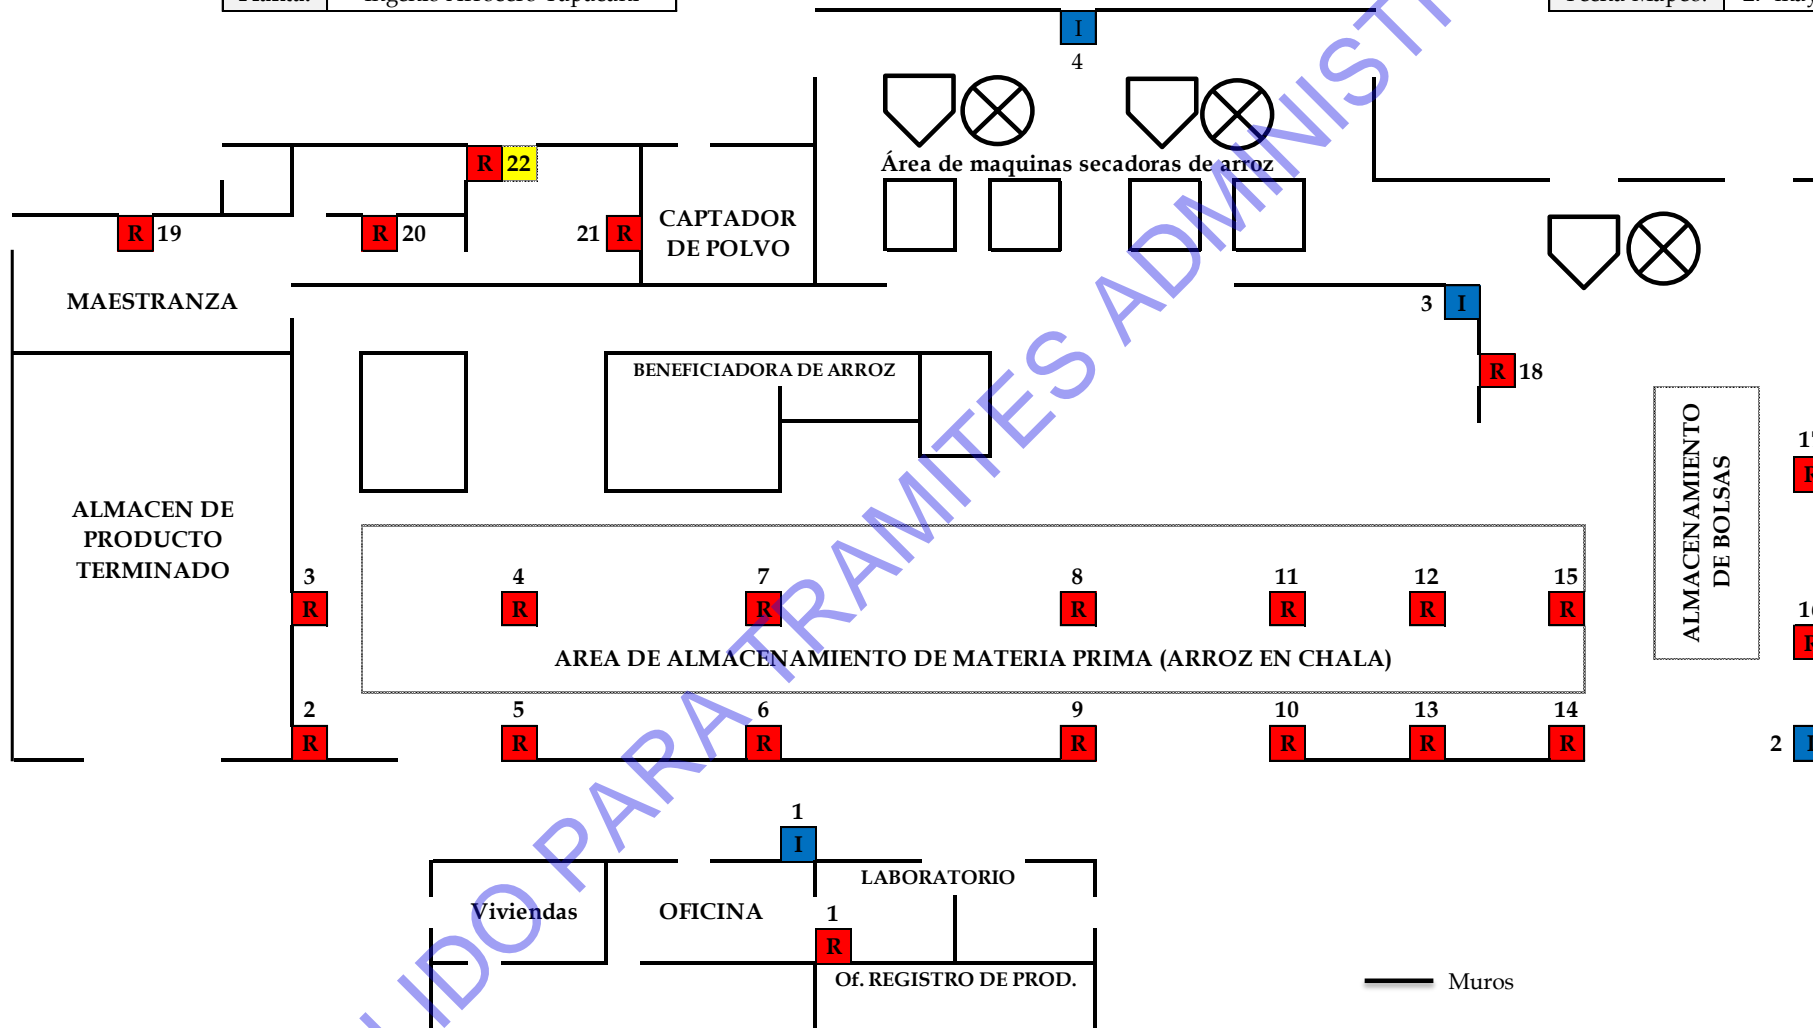 I
4
Área de maquinas secadoras de arroz
R 22
R 19
R 20
21 R
CAPTADOR
DE POLVO
MAESTRANZA
3 I
R 18
BENEFICIADORA DE ARROZ
ALMACEN DE
PRODUCTO
TERMINADO
ALMACENAMIENTO
DE BOLSAS
3 4 7 8 11 12 15
R R R R R R R
AREA DE ALMACENAMIENTO DE MATERIA PRIMA (ARROZ EN CHALA)
2 5 6 9 10 13 14
R R R R R R R
2
1
I
LABORATORIO
Viviendas
OFICINA
1
R
Of. REGISTRO DE PROD.
Muros
PARA TRAMITES